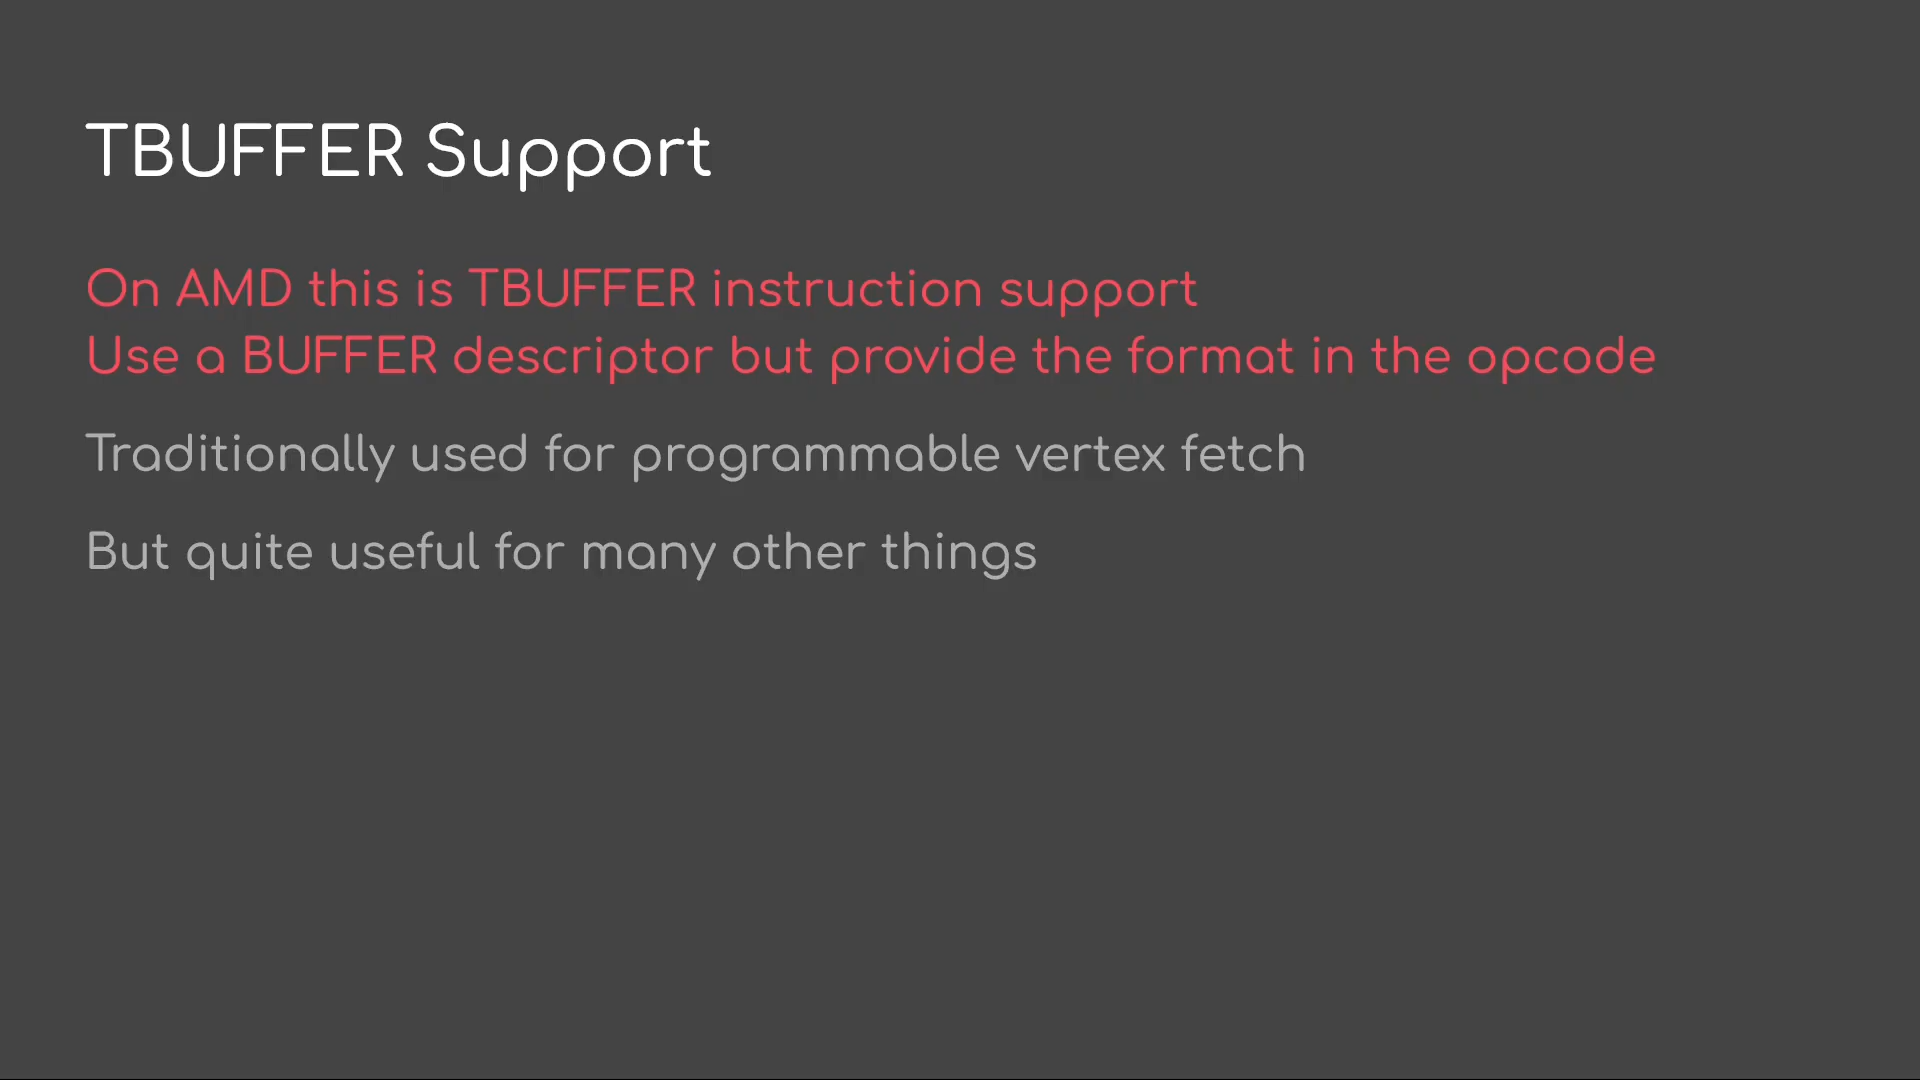 TBUFFER Support
On AMD this is TBUFFER instruction support
Use a BUFFER descriptor but provide the format in the opcode
Traditionally used for programmable vertex fetch
But quite useful for many other things